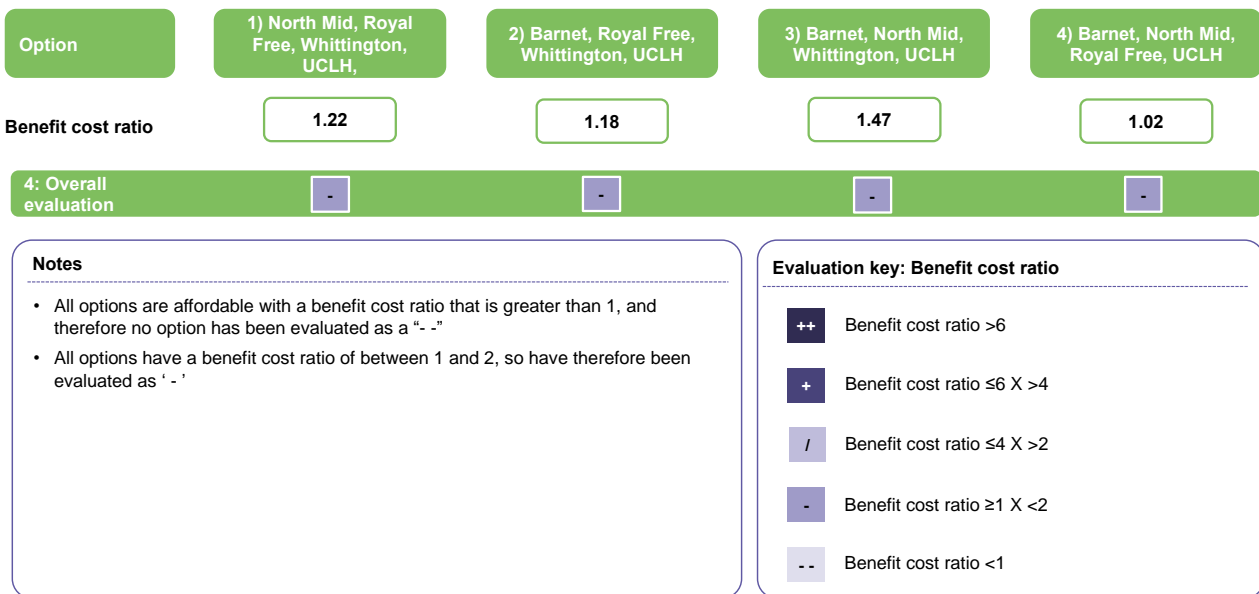 Option
1) North Mid, Royal
Free, Whittington,
UCLH,
2) Barnet, Royal Free,
Whittington, UCLH
3) Barnet, North Mid,
Whittington, UCLH
4) Barnet, North Mid,
Royal Free, UCLH
Benefit cost ratio
1.22
1.18
1.47
1.02
4: Overall
evaluation
-
-
-
-
Notes
• All options are affordable with a benefit cost ratio that is greater than 1, and
therefore no option has been evaluated as a “- -”
• All options have a benefit cost ratio of between 1 and 2, so have therefore been
evaluated as ‘ - ’
Evaluation key: Benefit cost ratio
++ Benefit cost ratio >6
+ Benefit cost ratio ≤6 X >4
/ Benefit cost ratio ≤4 X >2
- Benefit cost ratio ≥1 X <2
- - Benefit cost ratio <1